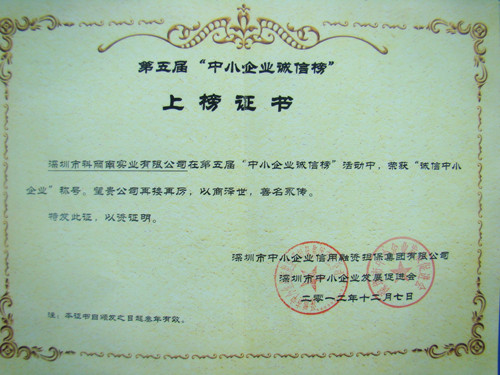 第五届“中小企业诚信榜”
上榜证书
深圳市科丽南实业有限公司在第五届“中小企业诚信榜”活动中，荣获“诚信中小
企业”称号。望贵公司再接再厉，以商泽世，善名永传。
特发此证，以资证明。
深圳市中小企业信用融资担保集团有限公司
深圳市中小企业发展促进会
二零一二年十二月七日
注：本证书自颁发之日起叁年有效。